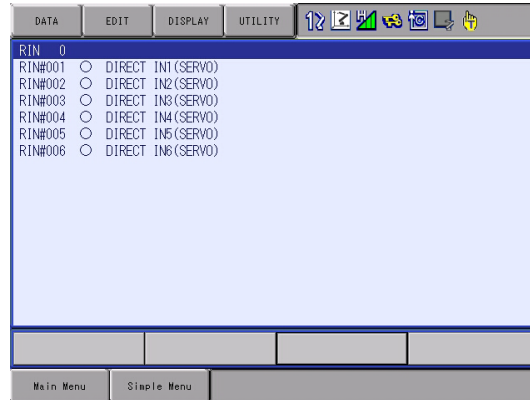 DATA EDIT DISPLAY UTILITY
RIN 0
RIN#001 ○ DIRECT IN1(SERVO)
RIN#002 ○ DIRECT IN2(SERVO)
RIN#003 ○ DIRECT IN3(SERVO)
RIN#004 ○ DIRECT IN4(SERVO)
RIN#005 ○ DIRECT IN5(SERVO)
RIN#006 ○ DIRECT IN6(SERVO)
Main Menu Simple Menu